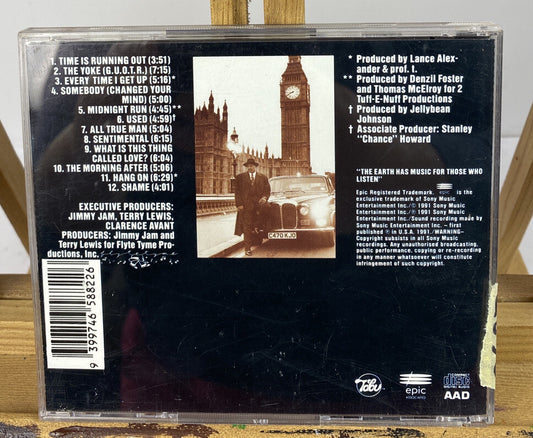 1. TIME IS RUNNING OUT (3:51)
2. THE YOKE (G.U.O.T.R.) (7:15)
3. EVERY TIME I GET UP (5:16)*
4. SOMEBODY (CHANGED YOUR
MIND) (5:00)
5. MIDNIGHT RUN (4:45)**
6. USED (4:59)†
7. ALL TRUE MAN (5:04)
8. SENTIMENTAL (6:15)
9. WHAT IS THIS THING
CALLED LOVE? (6:04)
10. THE MORNING AFTER (5:00)
11. HANG ON (6:29)*
12. SHAME (4:01)
EXECUTIVE PRODUCERS:
JIMMY JAM, TERRY LEWIS,
CLARENCE AVANT
PRODUCERS: Jimmy Jam and
Terry Lewis for Flyte Tyme Pro-
ductions, Inc.
9 399746 588226
C470 KJO
* Produced by Lance Alex-
ander & prof. t.
** Produced by Denzil Foster
and Thomas McElroy for 2
Tuff-E-Nuff Productions
† Produced by Jellybean
Johnson
† Associate Producer: Stanley
"Chance" Howard
"THE EARTH HAS MUSIC FOR THOSE WHO
LISTEN"
Epic Registered Trademark. epic is the
exclusive trademark of Sony Music
Entertainment Inc./© 1991 Sony Music
Entertainment Inc./℗ 1991 Sony Music
Entertainment Inc./Sound recording made by
Sony Music Entertainment Inc. – first
published ℗ in U.S.A. 1991./WARNING–
Copyright subsists in all Sony Music
recordings. Any unauthorised broadcasting,
public performance, copying or re-recording
in any manner whatsoever will constitute
infringement of such copyright.
Tabu
epic
COMPACT
disc
DIGITAL AUDIO
AAD